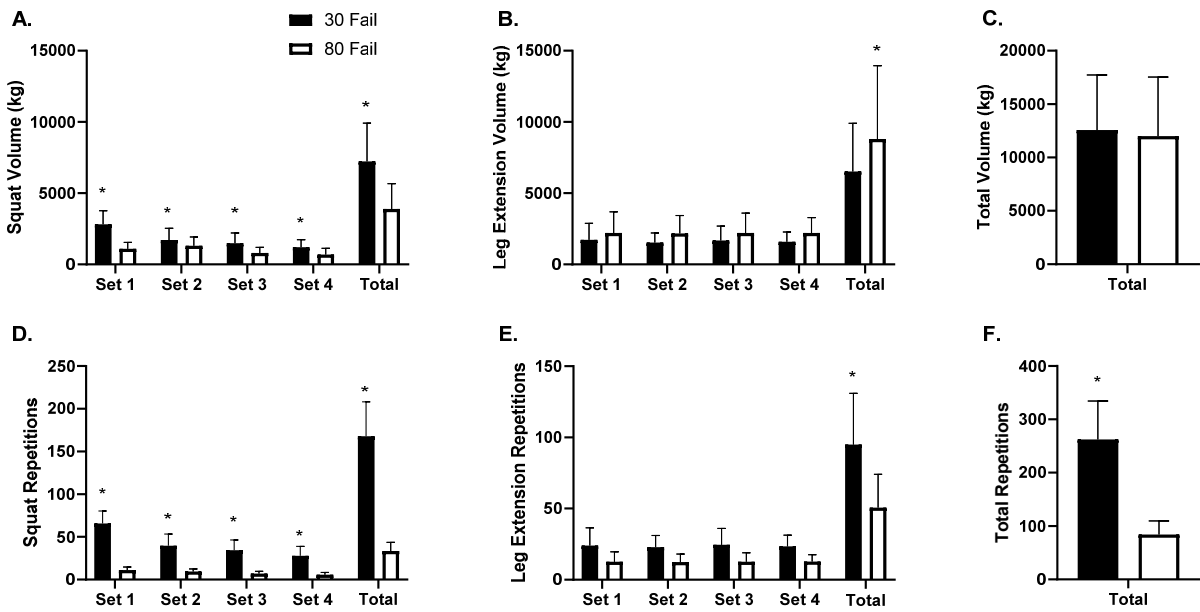 A.
30 Fail
80 Fail
Squat Volume (kg)
15000
10000
5000
0
*
*
*
*
*
Set 1 Set 2 Set 3 Set 4 Total
B.
Leg Extension Volume (kg)
15000
10000
5000
0
*
Set 1 Set 2 Set 3 Set 4 Total
C.
Total Volume (kg)
20000
15000
10000
5000
0
Total
D.
Squat Repetitions
250
200
150
100
50
0
*
*
*
*
*
Set 1 Set 2 Set 3 Set 4 Total
E.
Leg Extension Repetitions
150
100
50
0
*
Set 1 Set 2 Set 3 Set 4 Total
F.
Total Repetitions
400
300
200
100
0
*
Total